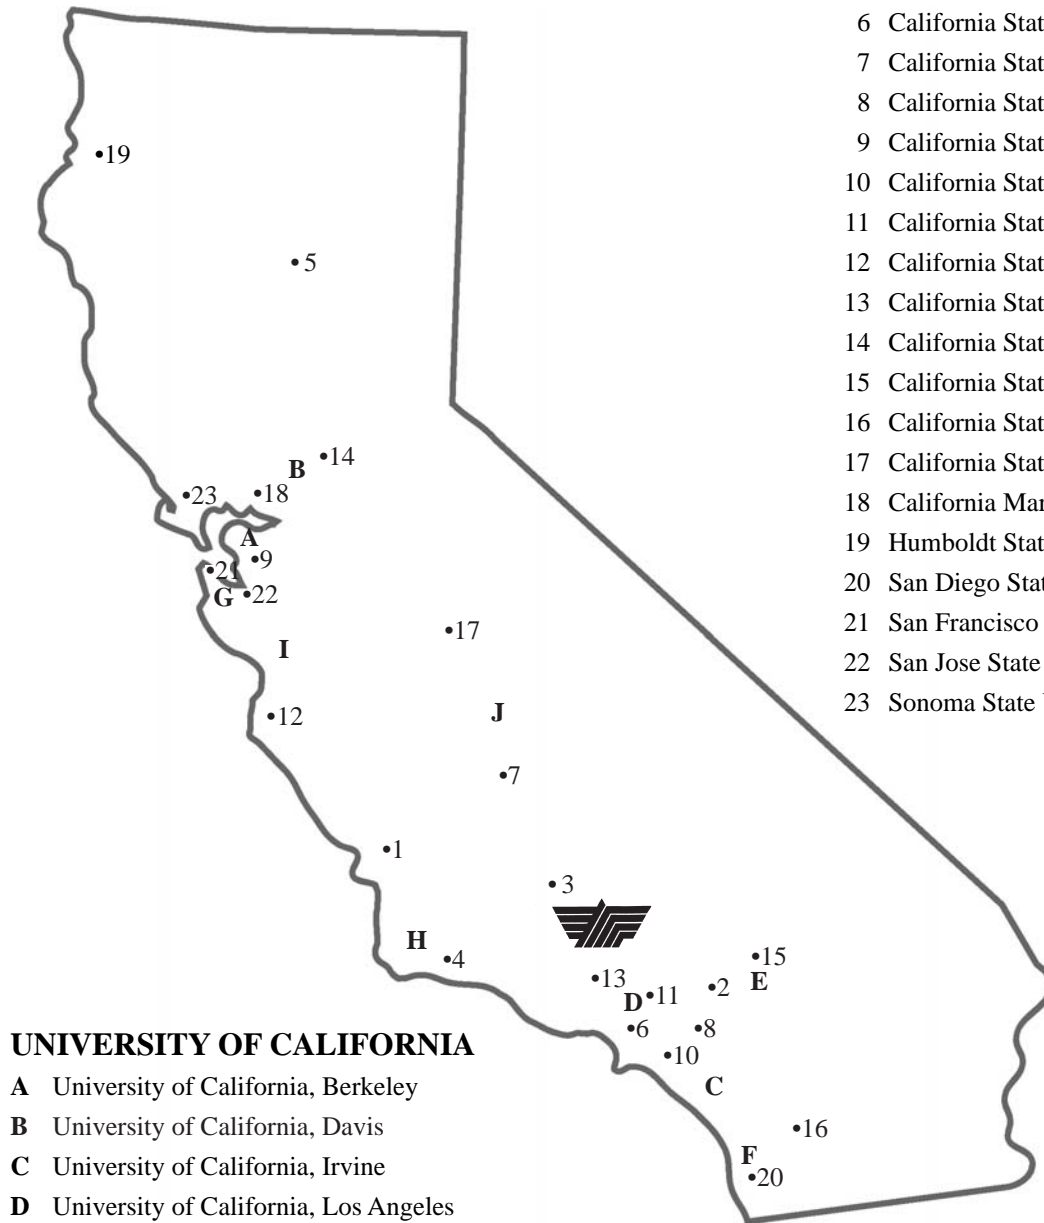 6 California Stat
7 California Stat
8 California Stat
9 California Stat
10 California Stat
11 California Stat
12 California Stat
13 California Stat
14 California Stat
15 California Stat
16 California Stat
17 California Stat
18 California Mar
19 Humboldt Stat
20 San Diego Stat
21 San Francisco
22 San Jose State
23 Sonoma State
19
5
14
B
23
18
A
9
21
G
22
17
I
12
J
7
1
3
H
4
15
13
E
D
11
2
6
8
10
C
16
F
20
UNIVERSITY OF CALIFORNIA
A University of California, Berkeley
B University of California, Davis
C University of California, Irvine
D University of California, Los Angeles